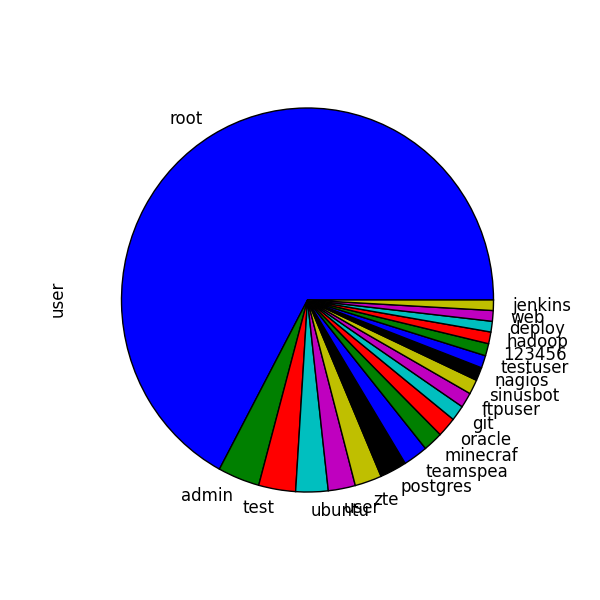 root
user
jenkins
web
deploy
hadoop
123456
testuser
nagios
sinusbot
ftpuser
git
oracle
minecraf
teamspea
postgres
zte
user
ubuntu
test
admin